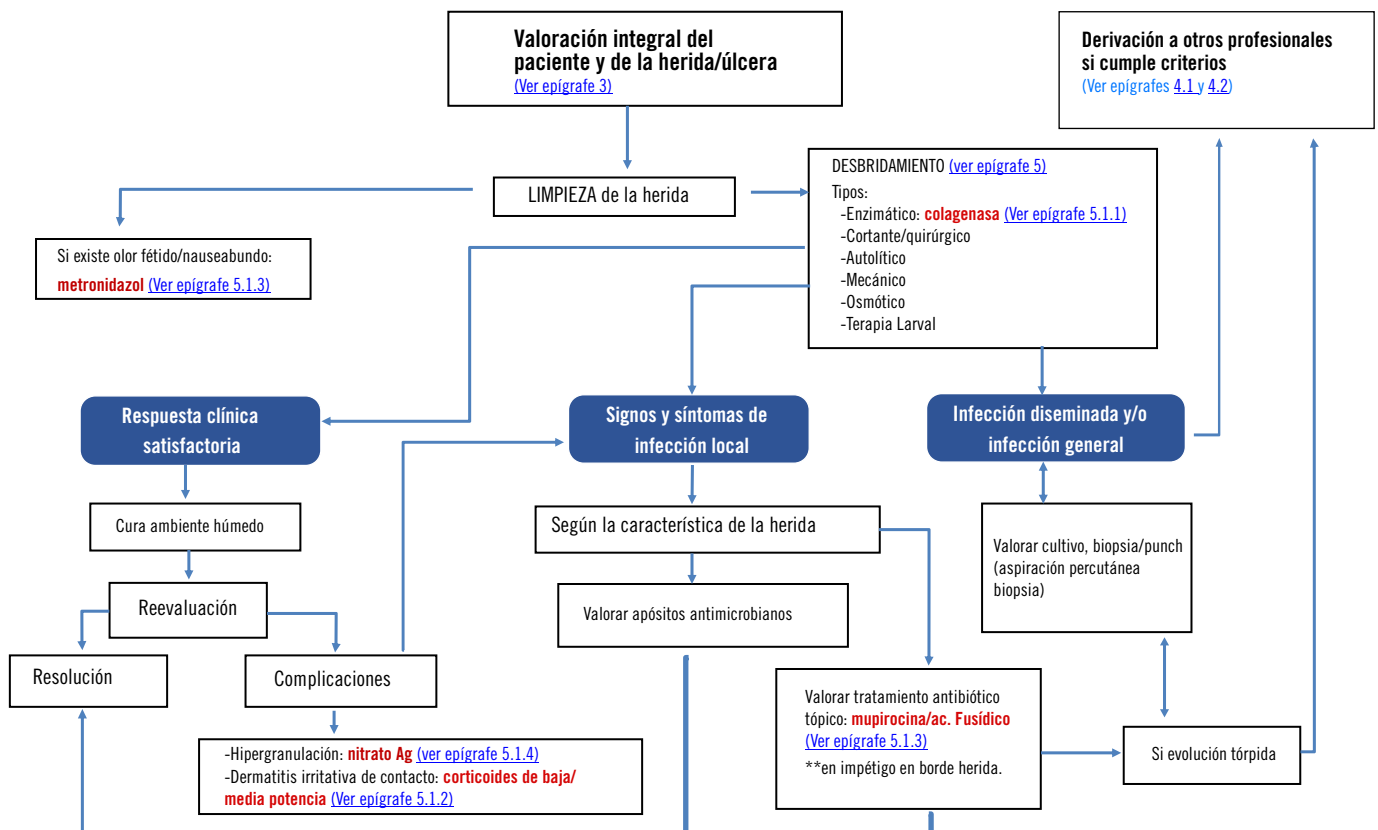 Valoración integral del
paciente y de la herida/úlcera
(Ver epígrafe 3)
Derivación a otros profesionales
si cumple criterios
(Ver epígrafes 4.1 y 4.2)
LIMPIEZA de la herida
DESBRIDAMIENTO (ver epígrafe 5)
Tipos:
-Enzimático: colagenasa (Ver epígrafe 5.1.1)
-Cortante/quirúrgico
-Autolítico
-Mecánico
-Osmótico
-Terapia Larval
Si existe olor fétido/nauseabundo:
metronidazol (Ver epígrafe 5.1.3)
Respuesta clínica
satisfactoria
Signos y síntomas de
infección local
Infección diseminada y/o
infección general
Cura ambiente húmedo
Según la característica de la herida
Valorar cultivo, biopsia/punch
(aspiración percutánea
biopsia)
Reevaluación
Valorar apósitos antimicrobianos
Resolución
Complicaciones
Valorar tratamiento antibiótico
tópico: mupirocina/ac. Fusídico
(Ver epígrafe 5.1.3)
**en impétigo en borde herida.
Si evolución tórpida
-Hipergranulación: nitrato Ag (ver epígrafe 5.1.4)
-Dermatitis irritativa de contacto: corticoides de baja/
media potencia (Ver epígrafe 5.1.2)